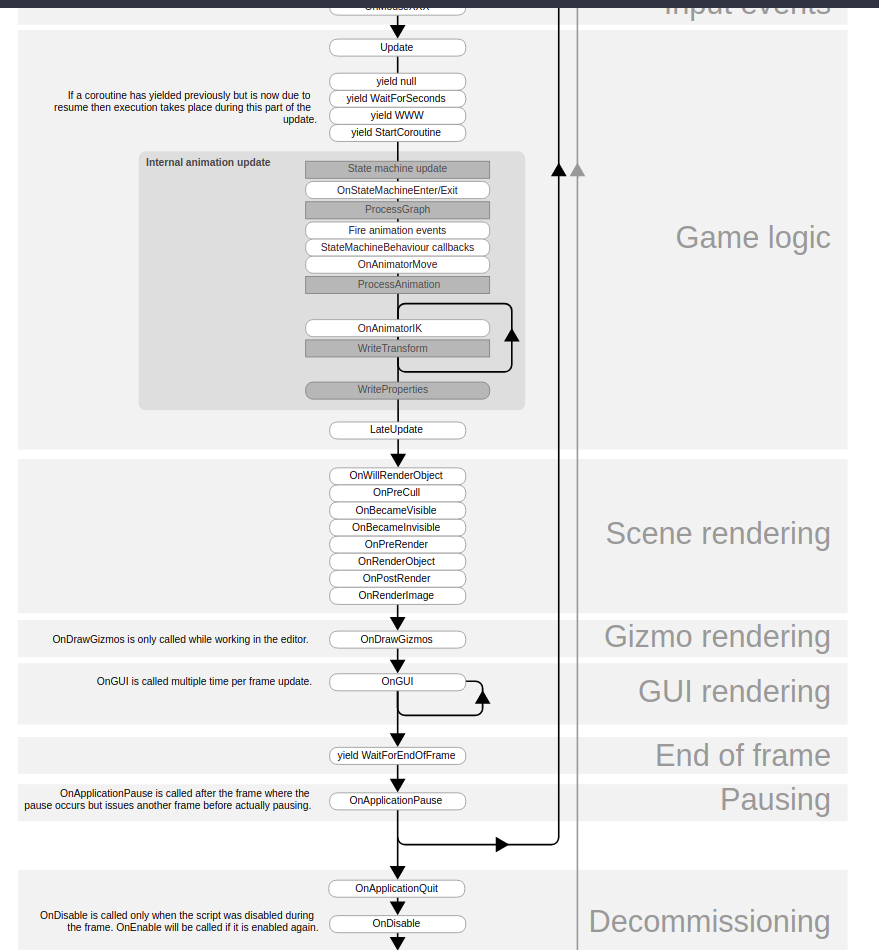 OnMouseXXX
Input events
Update
yield null
If a coroutine has yielded previously but is now due to
resume then execution takes place during this part of the
update.
yield WaitForSeconds
yield WWW
yield StartCoroutine
Internal animation update
State machine update
OnStateMachineEnter/Exit
ProcessGraph
Fire animation events
StateMachineBehaviour callbacks
OnAnimatorMove
ProcessAnimation
OnAnimatorIK
WriteTransform
WriteProperties
LateUpdate
Game logic
OnWillRenderObject
OnPreCull
OnBecameVisible
OnBecameInvisible
OnPreRender
OnRenderObject
OnPostRender
OnRenderImage
Scene rendering
OnDrawGizmos is only called while working in the editor.
OnDrawGizmos
Gizmo rendering
OnGUI is called multiple time per frame update.
OnGUI
GUI rendering
yield WaitForEndOfFrame
End of frame
OnApplicationPause is called after the frame where the
pause occurs but issues another frame before actually pausing.
OnApplicationPause
Pausing
OnApplicationQuit
OnDisable is called only when the script was disabled during
the frame. OnEnable will be called if it is enabled again.
OnDisable
Decommissioning